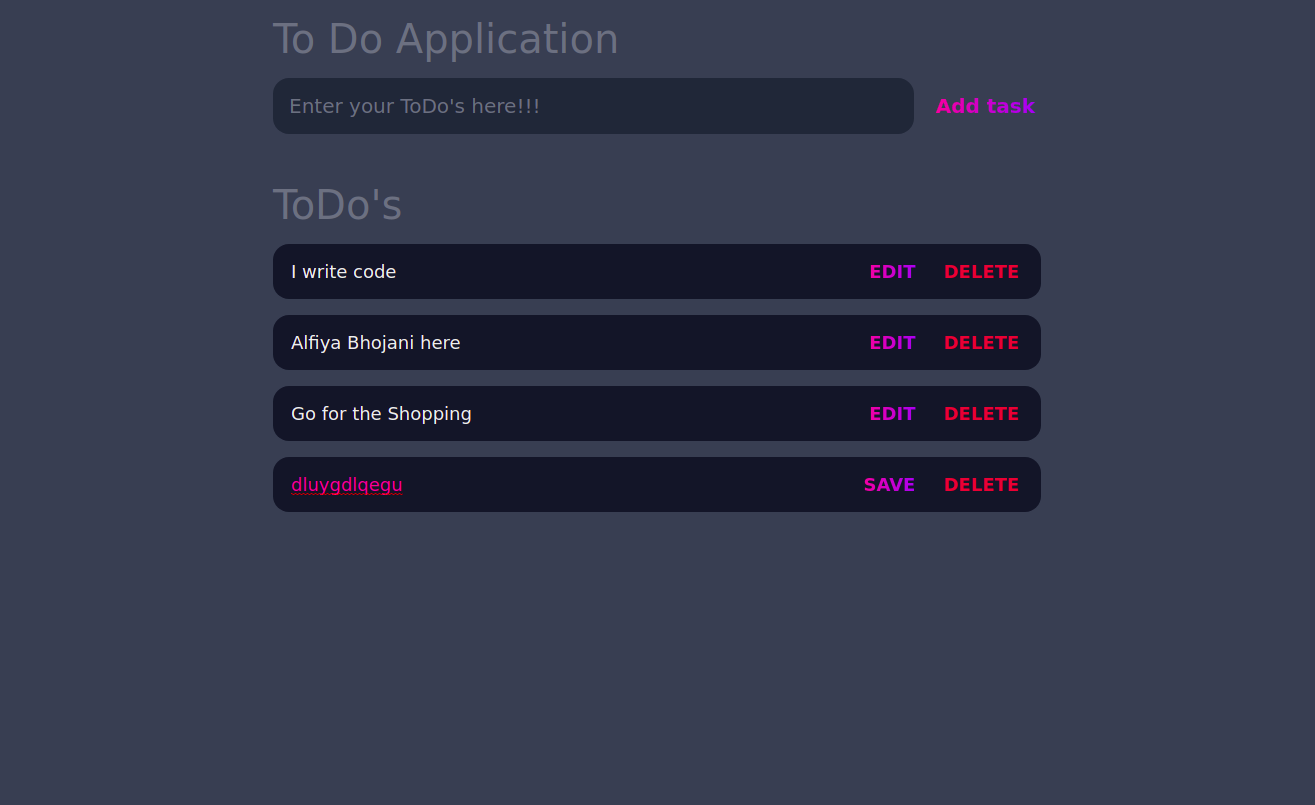 To Do Application
Enter your ToDo's here!!! Add task
ToDo's
I write code EDIT DELETE
Alfiya Bhojani here EDIT DELETE
Go for the Shopping EDIT DELETE
dluygdlqegu SAVE DELETE